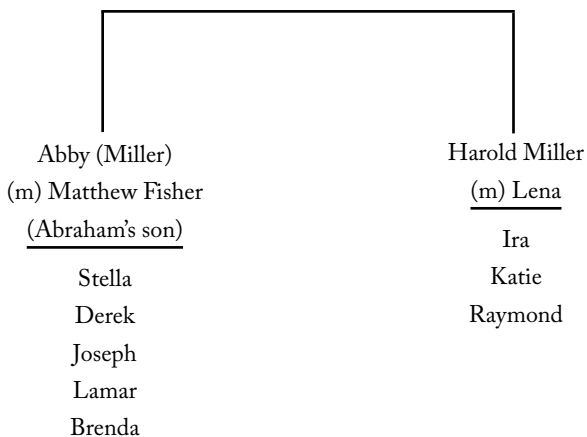 Abby (Miller)
(m) Matthew Fisher
(Abraham’s son)
Stella
Derek
Joseph
Lamar
Brenda
Harold Miller
(m) Lena
Ira
Katie
Raymond